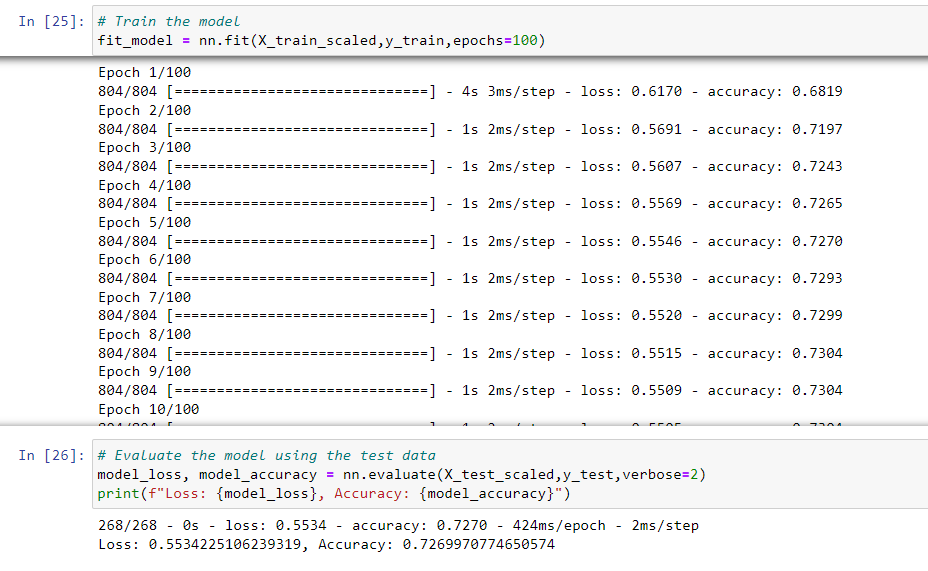 In [25]: # Train the model
fit_model = nn.fit(X_train_scaled,y_train,epochs=100)
Epoch 1/100
804/804 [==============================] - 4s 3ms/step - loss: 0.6170 - accuracy: 0.6819
Epoch 2/100
804/804 [==============================] - 1s 2ms/step - loss: 0.5691 - accuracy: 0.7197
Epoch 3/100
804/804 [==============================] - 1s 2ms/step - loss: 0.5607 - accuracy: 0.7243
Epoch 4/100
804/804 [==============================] - 1s 2ms/step - loss: 0.5569 - accuracy: 0.7265
Epoch 5/100
804/804 [==============================] - 1s 2ms/step - loss: 0.5546 - accuracy: 0.7270
Epoch 6/100
804/804 [==============================] - 1s 2ms/step - loss: 0.5530 - accuracy: 0.7293
Epoch 7/100
804/804 [==============================] - 1s 2ms/step - loss: 0.5520 - accuracy: 0.7299
Epoch 8/100
804/804 [==============================] - 1s 2ms/step - loss: 0.5515 - accuracy: 0.7304
Epoch 9/100
804/804 [==============================] - 1s 2ms/step - loss: 0.5509 - accuracy: 0.7304
Epoch 10/100
In [26]: # Evaluate the model using the test data
model_loss, model_accuracy = nn.evaluate(X_test_scaled,y_test,verbose=2)
print(f"Loss: {model_loss}, Accuracy: {model_accuracy}")
268/268 - 0s - loss: 0.5534 - accuracy: 0.7270 - 424ms/epoch - 2ms/step
Loss: 0.5534225106239319, Accuracy: 0.7269970774650574